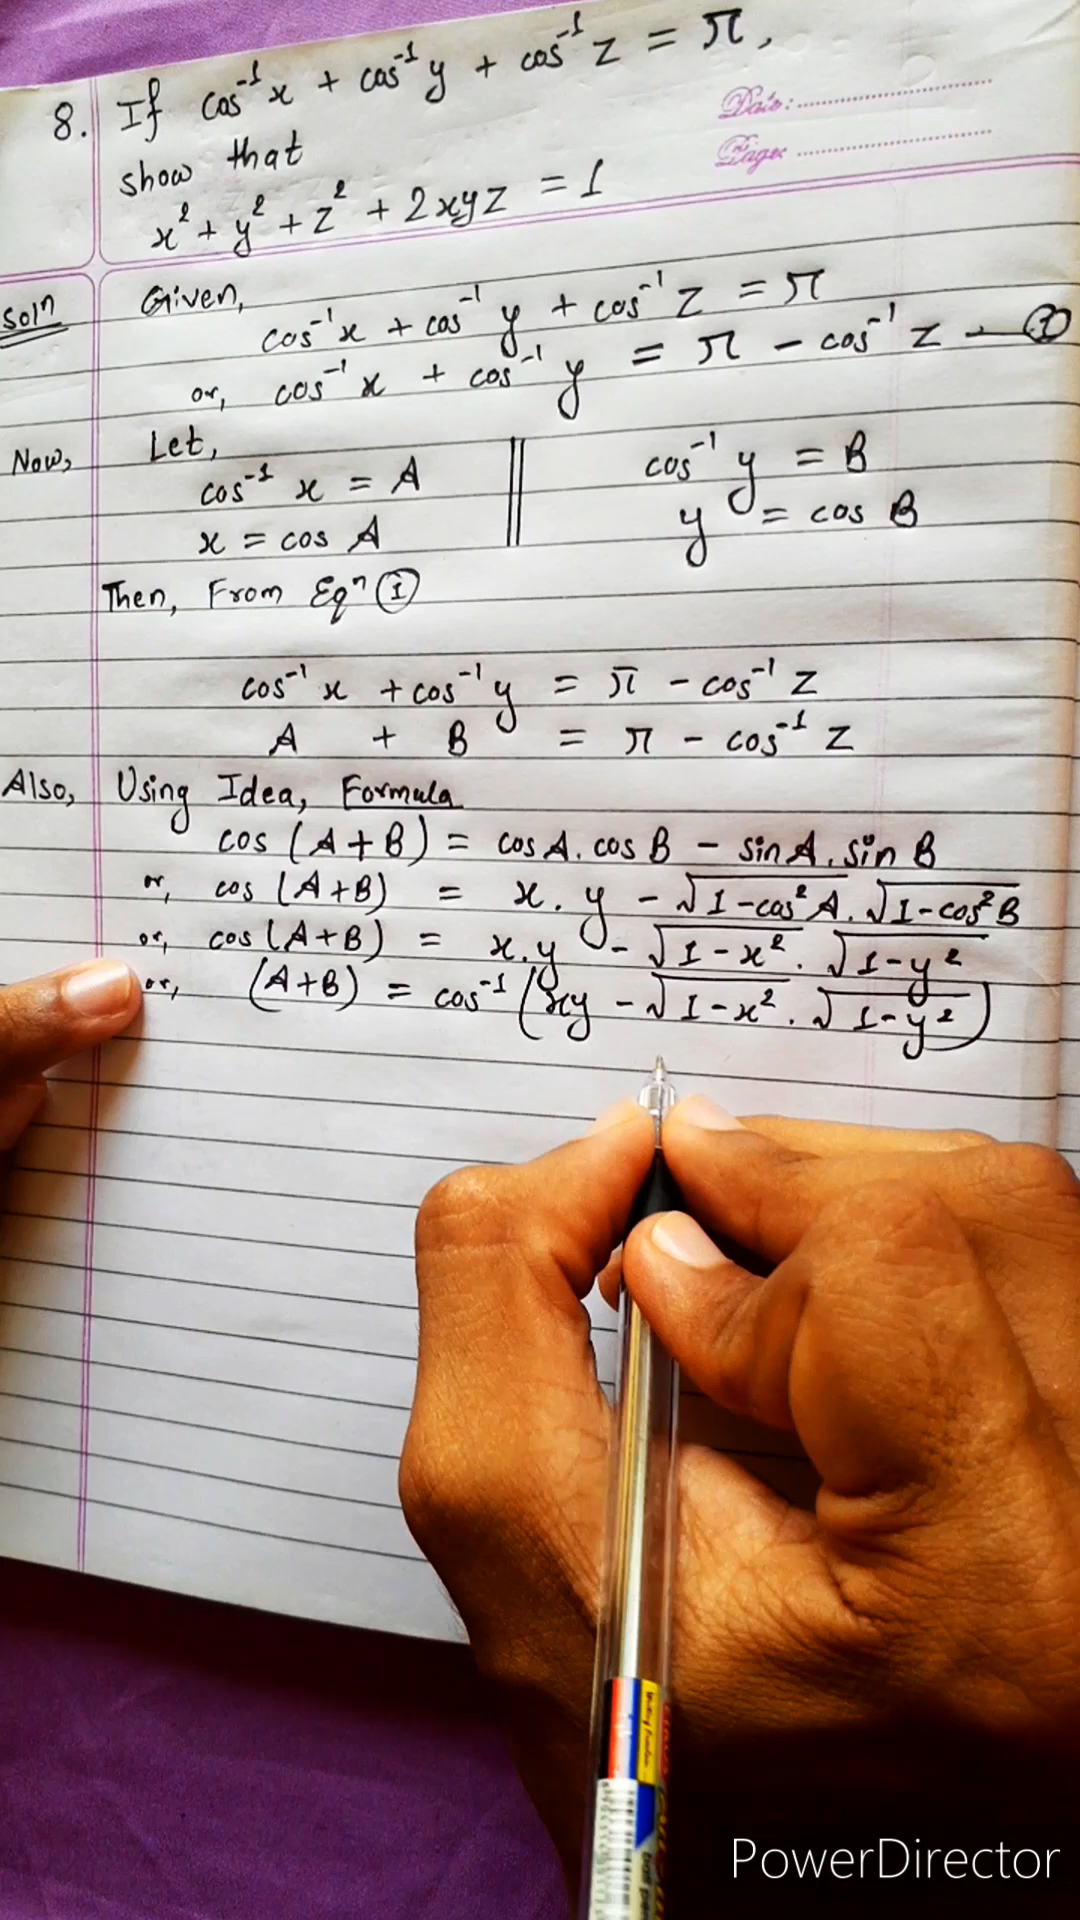 8. If cos⁻¹x + cos⁻¹y + cos⁻¹z = π,
Date:
show that
Page:
x² + y² + z² + 2xyz = 1
Solⁿ Given,
cos⁻¹x + cos⁻¹y + cos⁻¹z = π
or, cos⁻¹x + cos⁻¹y = π - cos⁻¹z - ①
Now, Let,
cos⁻¹x = A || cos⁻¹y = B
x = cos A || y = cos B
Then, From Eqⁿ ①
cos⁻¹x + cos⁻¹y = π - cos⁻¹z
A + B = π - cos⁻¹z
Also, Using Idea, Formula
cos (A+B) = cosA. cosB - sinA. sinB
or, cos (A+B) = x. y - √1-cos²A. √1-cos²B
or, cos (A+B) = x.y - √1-x². √1-y²
or, (A+B) = cos⁻¹(xy - √1-x². √1-y²)
PowerDirector